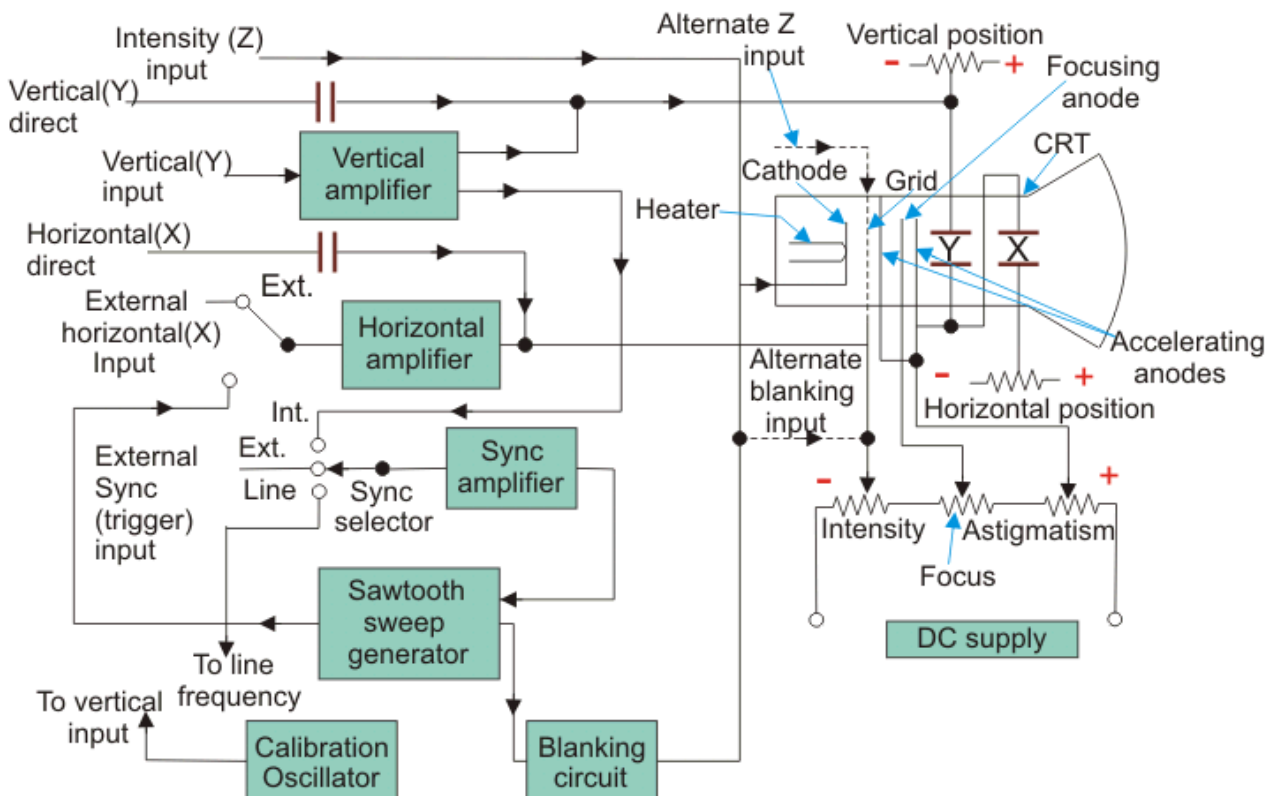 Intensity (Z)
input
Vertical(Y)
direct
Vertical(Y)
input
Vertical
amplifier
Horizontal(X)
direct
Ext.
External
horizontal(X)
Input
Horizontal
amplifier
Int.
Ext.
Line
External
Sync
(trigger)
input
Sync
selector
Sync
amplifier
Sawtooth
sweep
generator
To line
frequency
To vertical
input
Calibration
Oscillator
Blanking
circuit
Alternate Z
input
Vertical position
- +
Focusing
anode
CRT
Cathode
Grid
Heater
Y
X
Accelerating
anodes
Alternate
blanking
input
- +
Horizontal position
- +
Intensity
Astigmatism
Focus
DC supply